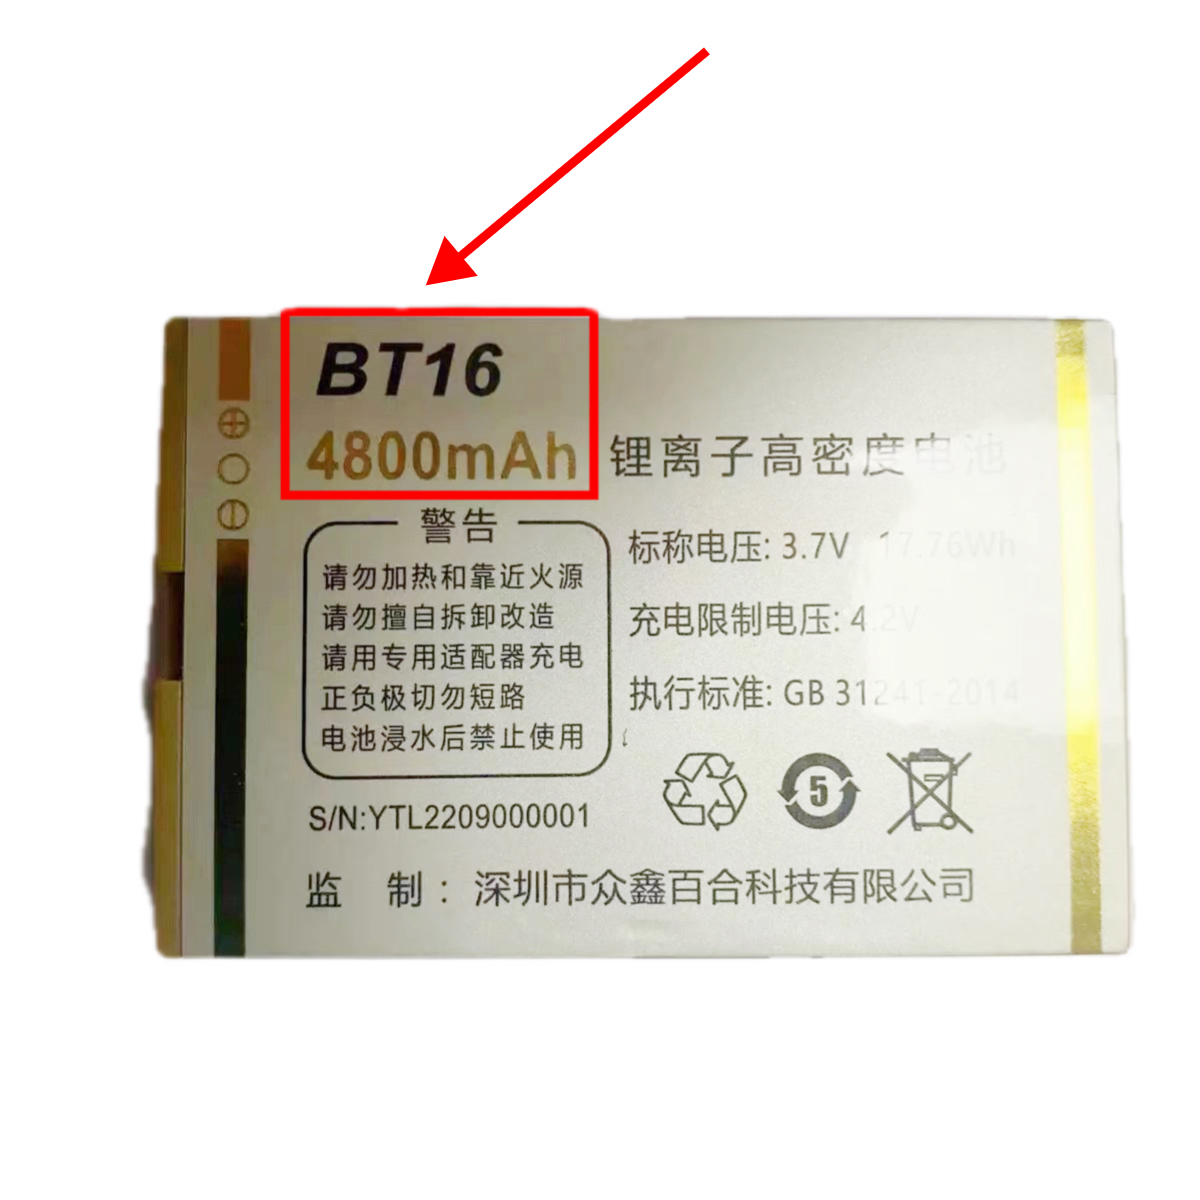 BT16
4800mAh 锂离子高密度电池
警告
请勿加热和靠近火源
请勿擅自拆卸改造
请用专用适配器充电
正负极切勿短路
电池浸水后禁止使用
标称电压: 3.7V 17.76Wh
充电限制电压: 4.2V
执行标准: GB 31241-2014
5
S/N:YTL2209000001
监 制：深圳市众鑫百合科技有限公司